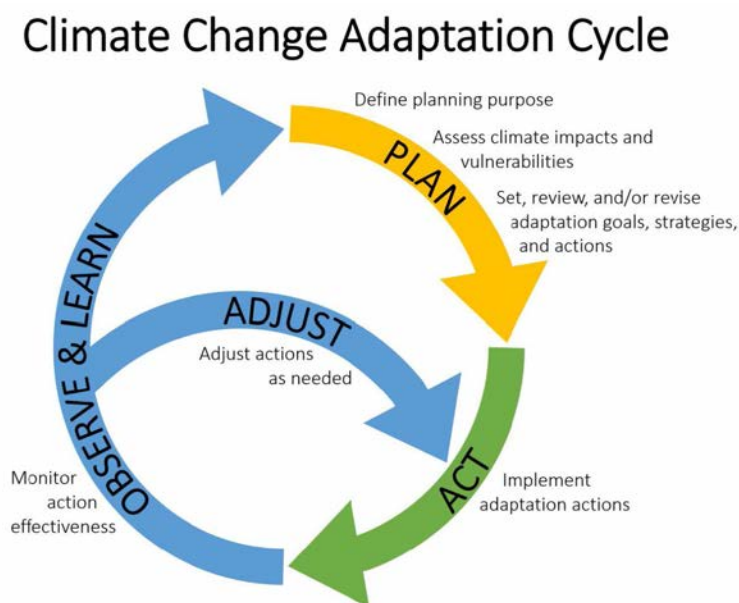 Climate Change Adaptation Cycle
Define planning purpose
PLAN
Assess climate impacts and
vulnerabilities
Set, review, and/or revise
adaptation goals, strategies,
and actions
OBSERVE & LEARN
ADJUST
Adjust actions
as needed
ACT
Implement
adaptation actions
Monitor
action
effectiveness